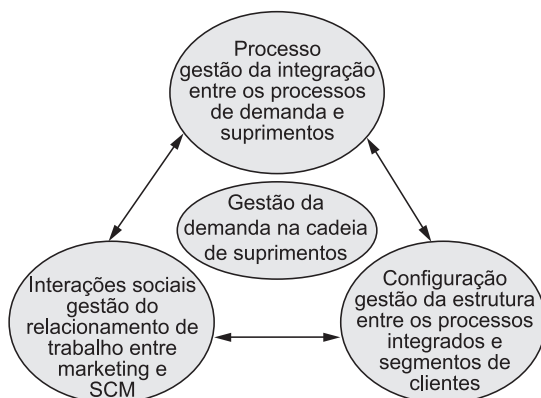 Processo
gestão da integração
entre os processos
de demanda e
suprimentos
Gestão da
demanda na cadeia
de suprimentos
Interações sociais
gestão do
relacionamento de
trabalho entre
marketing e
SCM
Configuração
gestão da estrutura
entre os processos
integrados e
segmentos de
clientes